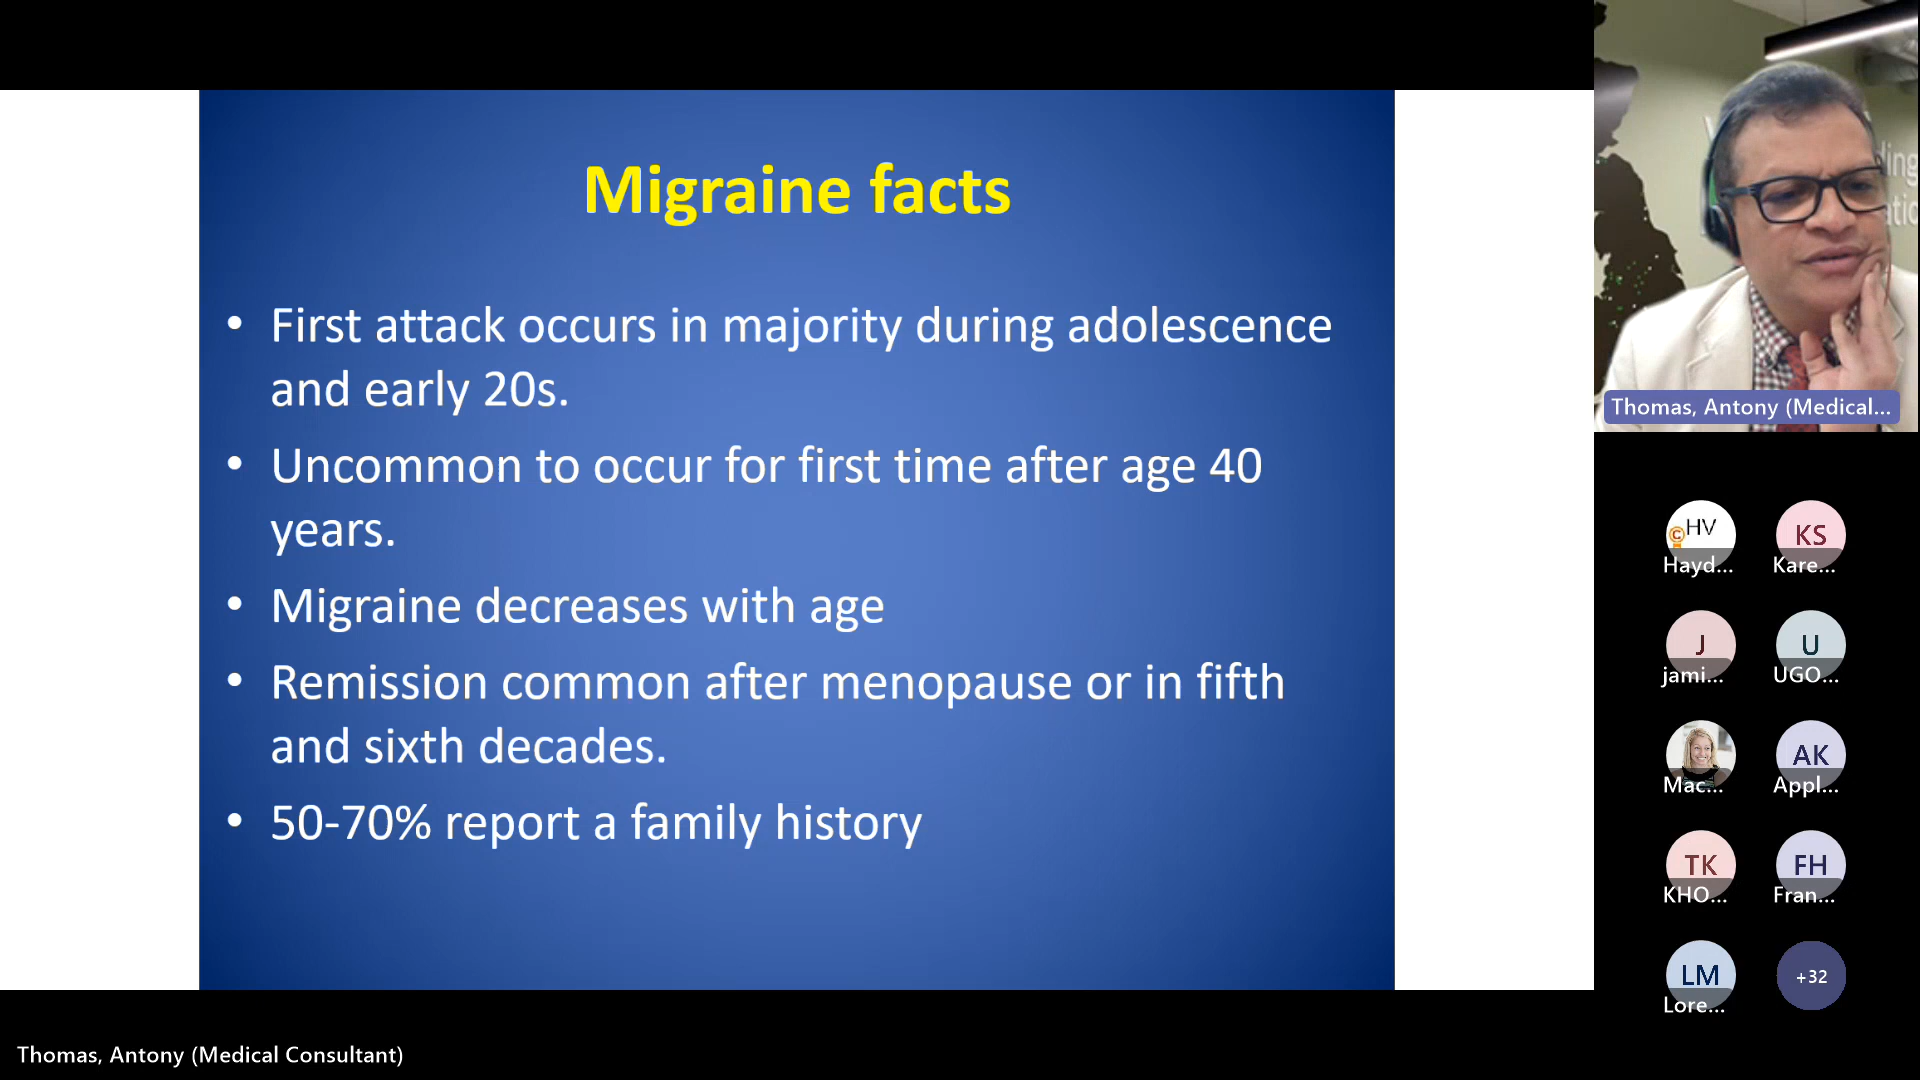 Migraine facts
• First attack occurs in majority during adolescence
and early 20s.
• Uncommon to occur for first time after age 40
years.
• Migraine decreases with age
• Remission common after menopause or in fifth
and sixth decades.
• 50-70% report a family history
Thomas, Antony (Medical...
HV
Hayd...
KS
Kare...
J
jami...
U
UGO...
Mac...
AK
Appl...
TK
KHO...
FH
Fran...
LM
Lore...
+32
Thomas, Antony (Medical Consultant)